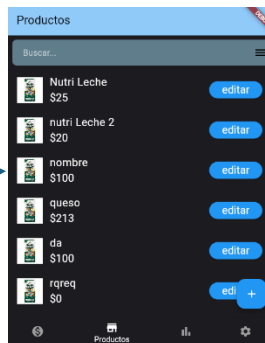 Productos
Buscar...
Nutri Leche
$25
editar
nutri Leche 2
$20
editar
nombre
$100
editar
queso
$213
editar
da
$100
editar
rqreq
$0
edi
+
Productos